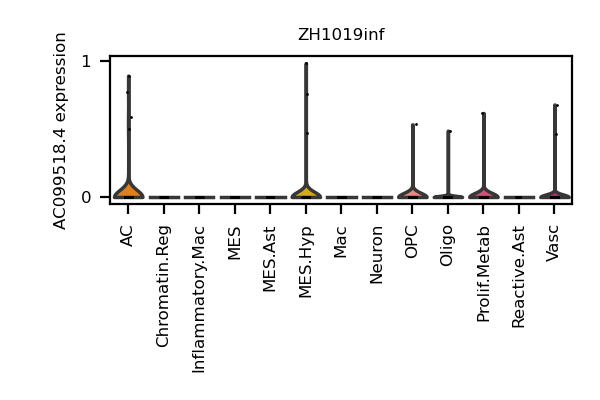 ZH1019inf
AC099518.4 expression
1
0
AC
Chromatin.Reg
Inflammatory.Mac
MES
MES.Ast
MES.Hyp
Mac
Neuron
OPC
Oligo
Prolif.Metab
Reactive.Ast
Vasc